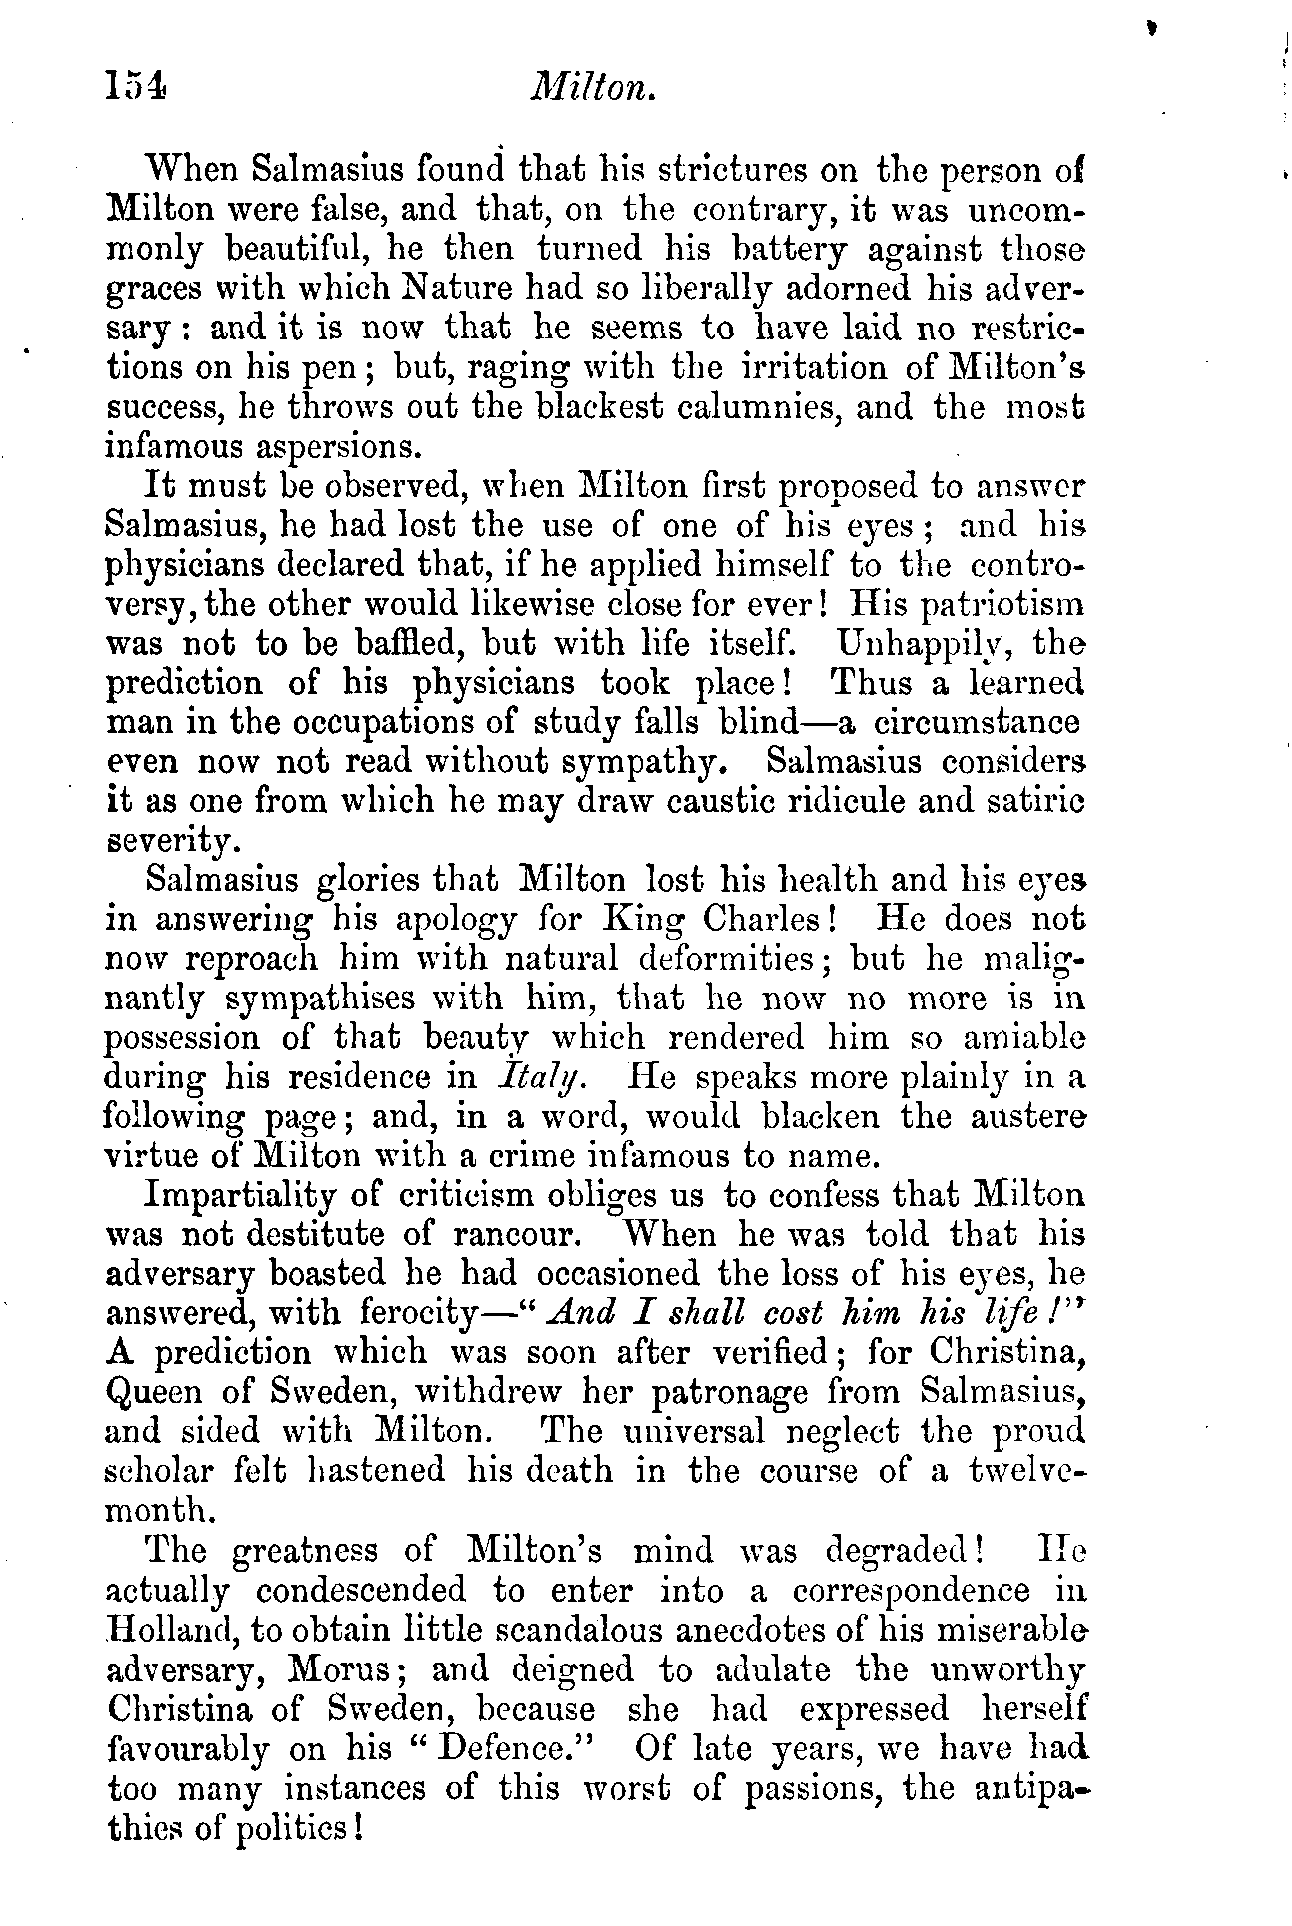 154 Milton.
When Salmasius found that his strictures on the person of
Milton were false, and that, on the contrary, it was uncom-
monly beautiful, he then turned his battery against those
graces with which Nature had so liberally adorned his adver-
sary : and it is now that he seems to have laid no restric-
tions on his pen ; but, raging with the irritation of Milton's
success, he throws out the blackest calumnies, and the most
infamous aspersions.
It must be observed, when Milton first proposed to answer
Salmasius, he had lost the use of one of his eyes ; and his
physicians declared that, if he applied himself to the contro-
versy, the other would likewise close for ever! His patriotism
was not to be baffled, but with life itself. Unhappily, the
prediction of his physicians took place! Thus a learned
man in the occupations of study falls blind—a circumstance
even now not read without sympathy. Salmasius considers
it as one from which he may draw caustic ridicule and satiric
severity.
Salmasius glories that Milton lost his health and his eyes
in answering his apology for King Charles! He does not
now reproach him with natural deformities ; but he malig-
nantly sympathises with him, that he now no more is in
possession of that beauty which rendered him so amiable
during his residence in Italy. He speaks more plainly in a
following page ; and, in a word, would blacken the austere
virtue of Milton with a crime infamous to name.
Impartiality of criticism obliges us to confess that Milton
was not destitute of rancour. When he was told that his
adversary boasted he had occasioned the loss of his eyes, he
answered, with ferocity—" And I shall cost him his life !"
A prediction which was soon after verified ; for Christina,
Queen of Sweden, withdrew her patronage from Salmasius,
and sided with Milton. The universal neglect the proud
scholar felt hastened his death in the course of a twelve-
month.
The greatness of Milton's mind was degraded! He
actually condescended to enter into a correspondence in
Holland, to obtain little scandalous anecdotes of his miserable
adversary, Morus ; and deigned to adulate the unworthy
Christina of Sweden, because she had expressed herself
favourably on his " Defence." Of late years, we have had
too many instances of this worst of passions, the antipa-
thies of politics!